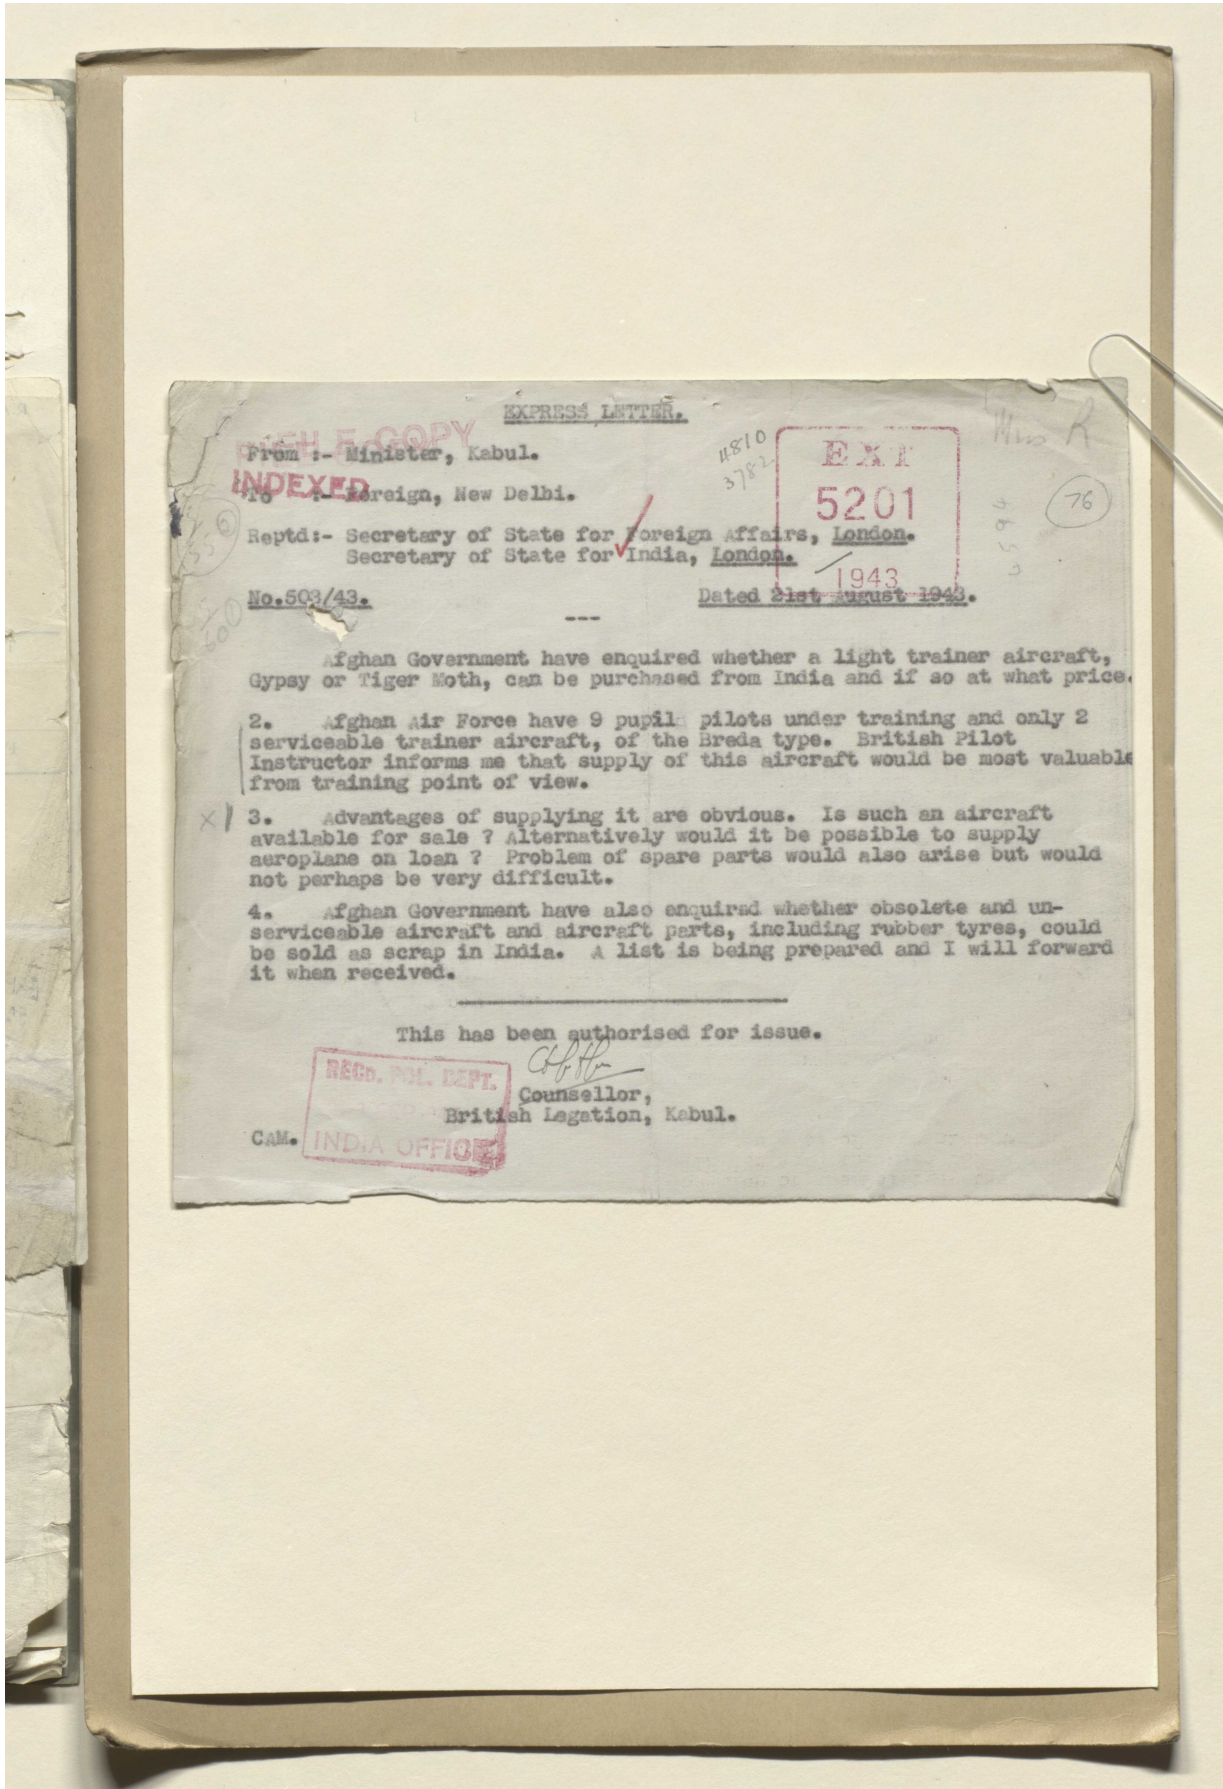 EXPRESS LETTER.
FILE COPY
From :- Minister, Kabul.
INDEXED
To :- Foreign, New Delhi.
4810
3782
EXT
5201
1943
76
Reptd:- Secretary of State for Foreign Affairs, London.
Secretary of State for India, London.
No.503/43. Dated 21st August 1943.
---
Afghan Government have enquired whether a light trainer aircraft,
Gypsy or Tiger Moth, can be purchased from India and if so at what price.
2. Afghan Air Force have 9 pupil pilots under training and only 2
serviceable trainer aircraft, of the Breda type. British Pilot
Instructor informs me that supply of this aircraft would be most valuable
from training point of view.
X 3. Advantages of supplying it are obvious. Is such an aircraft
available for sale ? Alternatively would it be possible to supply
aeroplane on loan ? Problem of spare parts would also arise but would
not perhaps be very difficult.
4. Afghan Government have also enquired whether obsolete and un-
serviceable aircraft and aircraft parts, including rubber tyres, could
be sold as scrap in India. A list is being prepared and I will forward
it when received.
This has been authorised for issue.
Counsellor,
British Legation, Kabul.
CAM.
RECD. POL. DEPT.
INDIA OFFICE